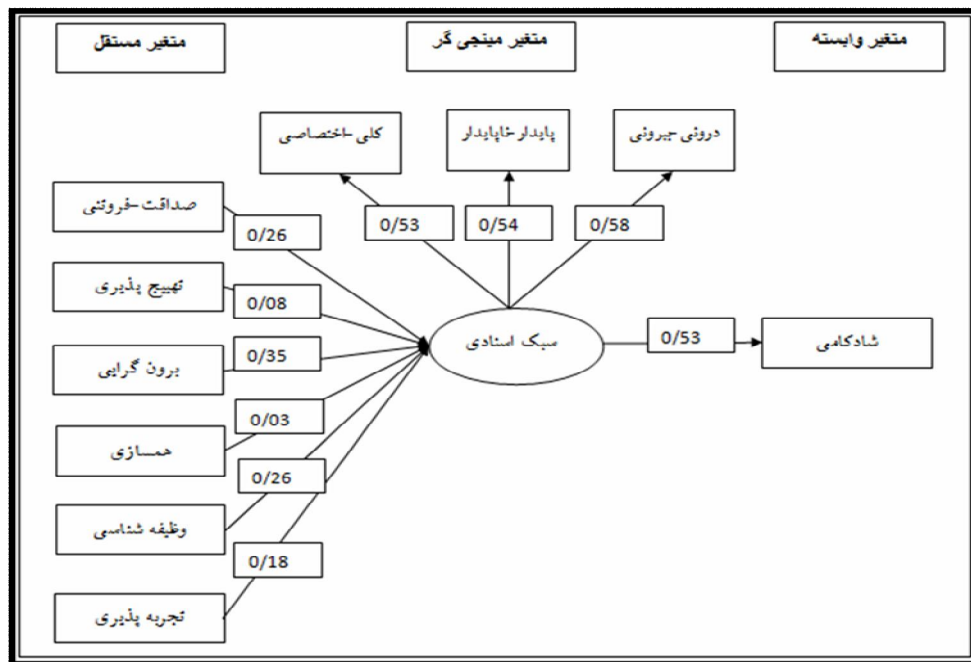 متغیر مستقل
متغیر مینجی گر
متغیر وابسته
کلی-اختصاصی
پایدار-ناپایدار
درونی-بیرونی
صداقت-فروتنی
0/26
0/53
0/54
0/58
تهییج پذیری
0/08
برون گرایی
0/35
سبک اسنادی
0/53
شادکامی
همسازی
0/03
وظیفه شناسی
0/26
تجربه پذیری
0/18